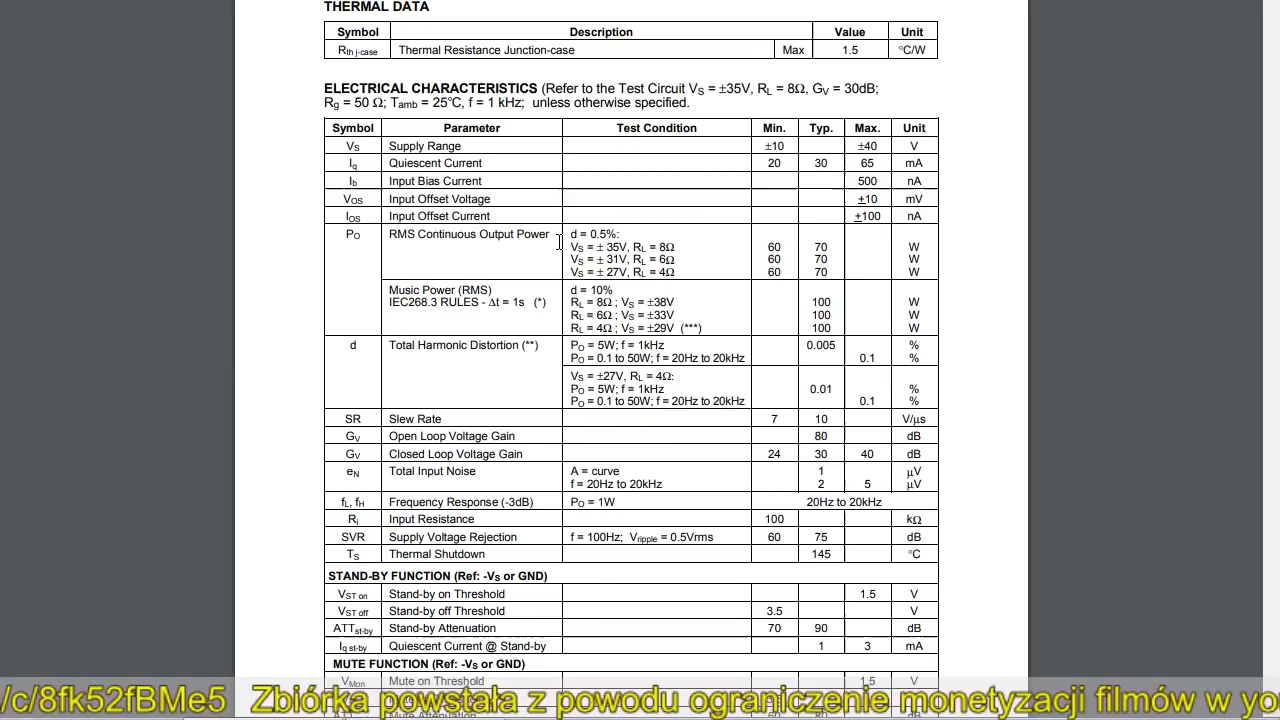 THERMAL DATA
Symbol Description Value Unit
Rth j-case Thermal Resistance Junction-case Max 1.5 °C/W
ELECTRICAL CHARACTERISTICS (Refer to the Test Circuit VS = ±35V, RL = 8Ω, GV = 30dB;
Rg = 50 Ω; Tamb = 25°C, f = 1 kHz; unless otherwise specified.
Symbol Parameter Test Condition Min. Typ. Max. Unit
VS Supply Range ±10 ±40 V
Iq Quiescent Current 20 30 65 mA
Ib Input Bias Current 500 nA
VOS Input Offset Voltage ±10 mV
IOS Input Offset Current ±100 nA
PO RMS Continuous Output Power d = 0.5%:
VS = ± 35V, RL = 8Ω 60 70 W
VS = ± 31V, RL = 6Ω 60 70 W
VS = ± 27V, RL = 4Ω 60 70 W
Music Power (RMS) d = 10%
IEC268.3 RULES - Δt = 1s (*) RL = 8Ω ; VS = ±38V 100 W
RL = 6Ω ; VS = ±33V 100 W
RL = 4Ω ; VS = ±29V (***) 100 W
d Total Harmonic Distortion (**) PO = 5W; f = 1kHz 0.005 %
PO = 0.1 to 50W; f = 20Hz to 20kHz 0.1 %
VS = ±27V, RL = 4Ω:
PO = 5W; f = 1kHz 0.01 %
PO = 0.1 to 50W; f = 20Hz to 20kHz 0.1 %
SR Slew Rate 7 10 V/µs
GV Open Loop Voltage Gain 80 dB
GV Closed Loop Voltage Gain 24 30 40 dB
eN Total Input Noise A = curve 1 µV
f = 20Hz to 20kHz 2 5 µV
fL, fH Frequency Response (-3dB) PO = 1W 20Hz to 20kHz
Ri Input Resistance 100 kΩ
SVR Supply Voltage Rejection f = 100Hz; Vripple = 0.5Vrms 60 75 dB
TS Thermal Shutdown 145 °C
STAND-BY FUNCTION (Ref: -VS or GND)
VST on Stand-by on Threshold 1.5 V
VST off Stand-by off Threshold 3.5 V
ATTst-by Stand-by Attenuation 70 90 dB
Iq st-by Quiescent Current @ Stand-by 1 3 mA
MUTE FUNCTION (Ref: -VS or GND)
VMon Mute on Threshold 1.5 V
/c/8fk52fBMe5 Zbiórka powstała z powodu ograniczenie monetyzacji filmów w yo
Mute Attenuation 60 80 dB